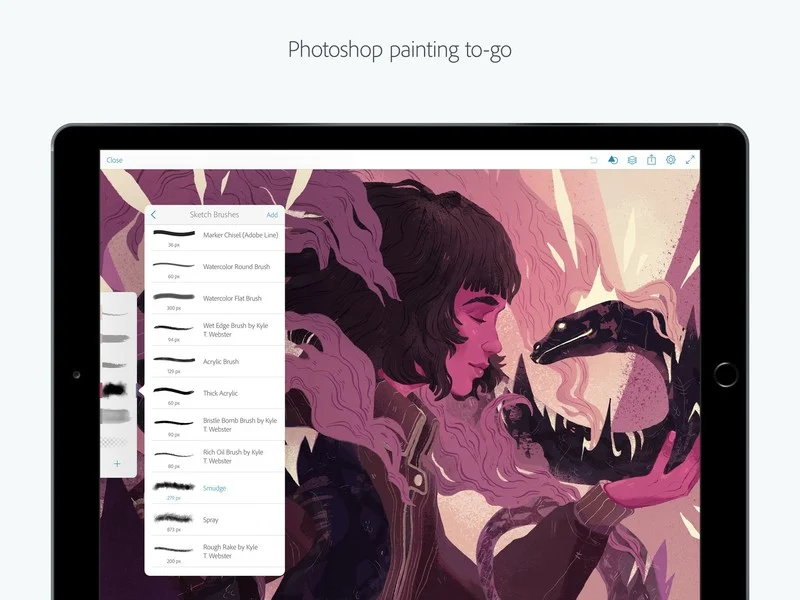 Photoshop painting to-go
Close
Sketch Brushes
Add
Marker Chisel (Adobe Line)
36 px
Watercolor Round Brush
60 px
Watercolor Flat Brush
300 px
Wet Edge Brush by Kyle
T. Webster
94 px
Acrylic Brush
129 px
Thick Acrylic
60 px
Bristle Bomb Brush by Kyle
T. Webster
90 px
Rich Oil Brush by Kyle
T. Webster
80 px
Smudge
279 px
Spray
873 px
Rough Rake by Kyle
T. Webster
200 px